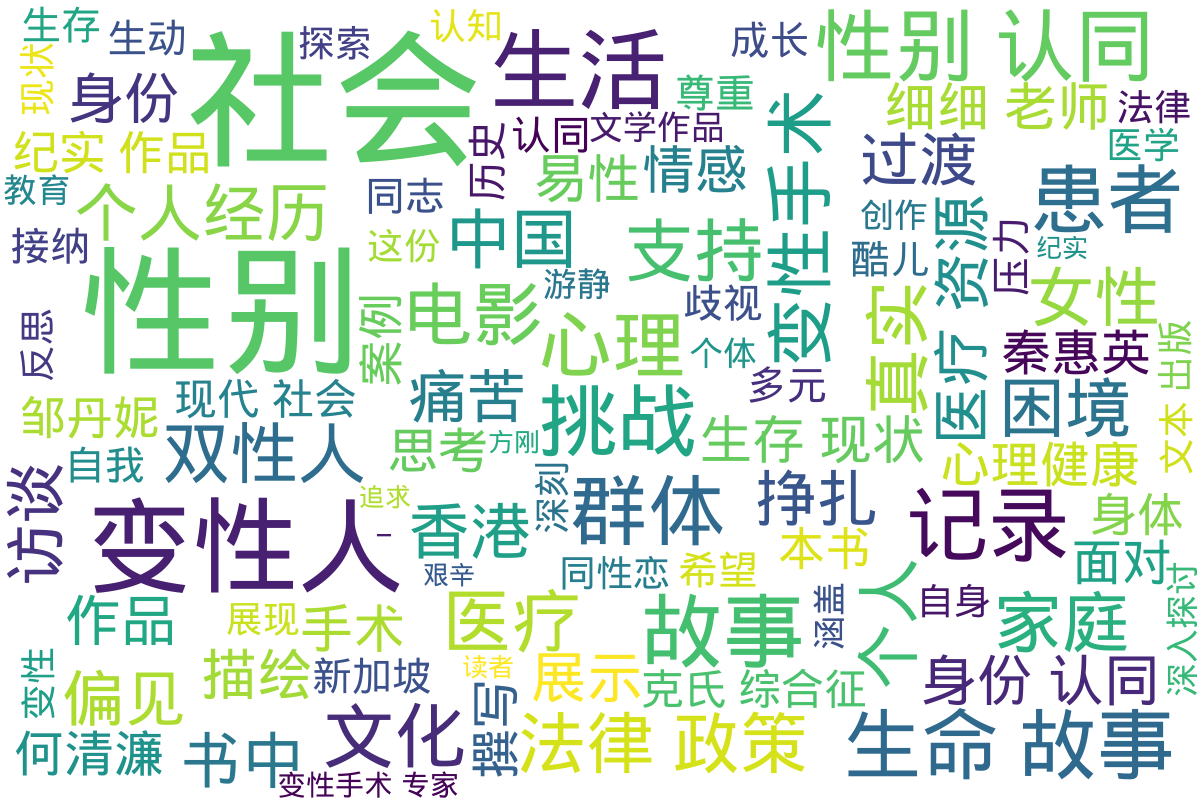 生存
生动
探索
认知
成长
性别 认同
现状
身份
社会
生活
尊重
细细 老师
法律
纪实 作品
历史
认同
文学作品
变性手术
过渡
医学
教育
个人经历
同志
易性
情感
患者
接纳
这份
中国
支持
创作
资源
压力
纪实
酷儿
性别
游静
案例
电影
心理
歧视
女性
反思
个体
真实
医疗
秦惠英
出版
现代 社会
痛苦
挑战
多元
困境
邹丹妮
双性人
思考
方刚
生存 现状
文本
自我
心理健康
访谈
变性人
追求
香港
深刻
群体
挣扎
记录
身体
艰辛
同性恋
希望
本书
面对
作品
展现
手术
医疗
故事
涵盖
个人
自身
家庭
深入探讨
变性
偏见
描绘
新加坡
读者
展示
克氏 综合征
身份 认同
何清濂
书中
文化
撰写
法律 政策
生命 故事
变性手术 专家